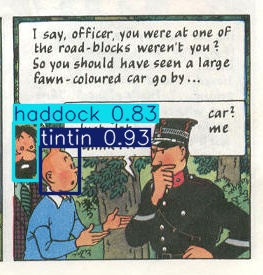 I say, officer, you were at one of
the road-blocks weren't you?
So you should have seen a large
fawn-coloured car go by...
haddock 0.83
car?
tintin 0.93
me